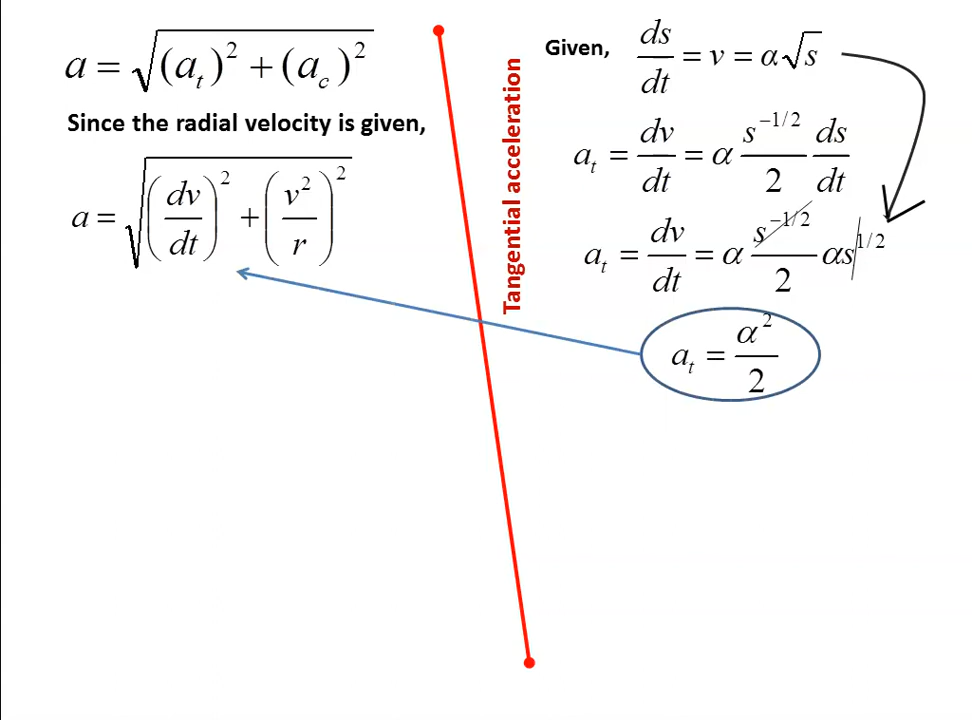 a = √((a_t)² + (a_c)²)
Since the radial velocity is given,
a = √((dv/dt)² + (v²/r)²)
Tangential acceleration
Given, ds/dt = v = α√s
a_t = dv/dt = α s^(-1/2)/2 ds/dt
a_t = dv/dt = α s^(-1/2)/2 αs^(1/2)
a_t = α²/2